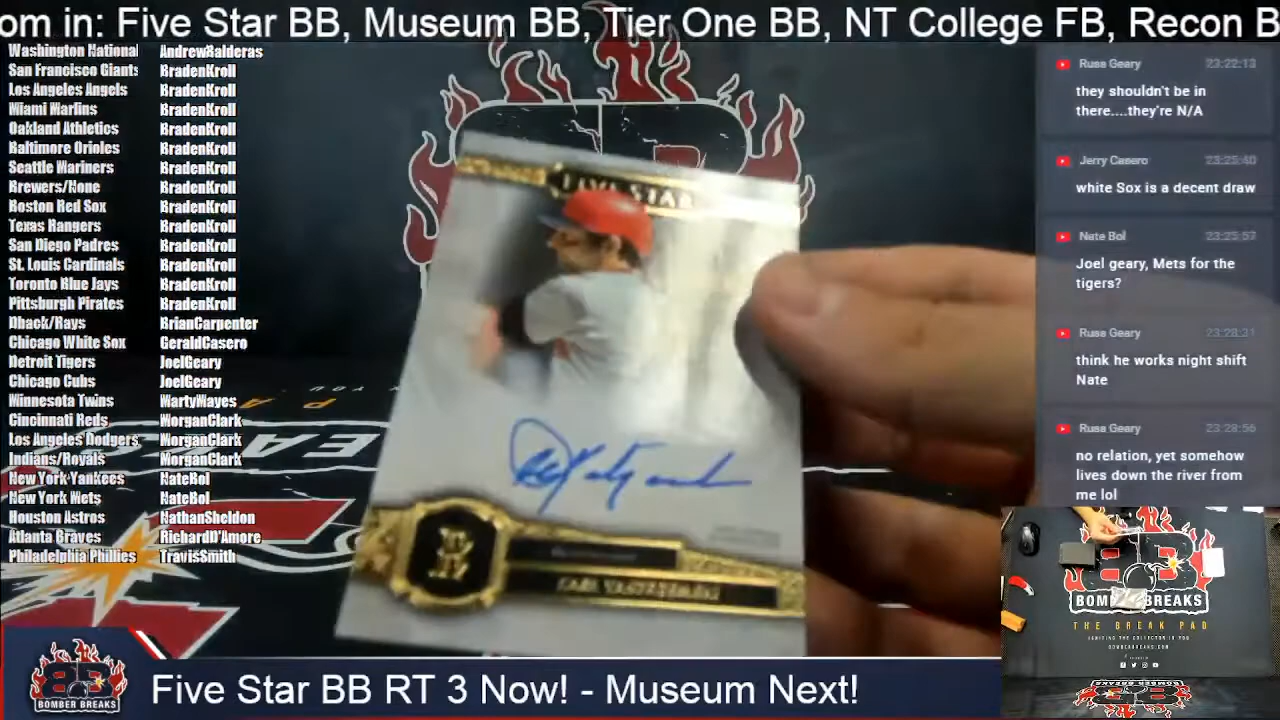 om in: Five Star BB, Museum BB, Tier One BB, NT College FB, Recon B
Washington National AndrewBalderas
San Francisco Giants BradenKroll
Los Angeles Angels BradenKroll
Miami Marlins BradenKroll
Oakland Athletics BradenKroll
Baltimore Orioles BradenKroll
Seattle Mariners BradenKroll
Brewers/None BradenKroll
Boston Red Sox BradenKroll
Texas Rangers BradenKroll
San Diego Padres BradenKroll
St. Louis Cardinals BradenKroll
Toronto Blue Jays BradenKroll
Pittsburgh Pirates BradenKroll
Dback/Rays BrianCarpenter
Chicago White Sox GeraldCasero
Detroit Tigers JoelGeary
Chicago Cubs JoelGeary
Minnesota Twins MartyMayes
Cincinnati Reds MorganClark
Los Angeles Dodgers MorganClark
Indians/Royals MorganClark
New York Yankees NateBol
New York Mets NateBol
Houston Astros NathanSheldon
Atlanta Braves RichardD'Amore
Philadelphia Phillies TravisSmith
FIVE STAR
CARL YASTRZEMSKI
Russ Geary 23:22:13
they shouldn't be in
there....they're N/A
Jerry Casero 23:25:40
white Sox is a decent draw
Nate Bol 23:25:57
Joel geary, Mets for the
tigers?
Russ Geary 23:28:31
think he works night shift
Nate
Russ Geary 23:28:56
no relation, yet somehow
lives down the river from
me lol
BB
BOMBER BREAKS
THE BREAK PAD
BOMBER BREAKS
Five Star BB RT 3 Now! - Museum Next!